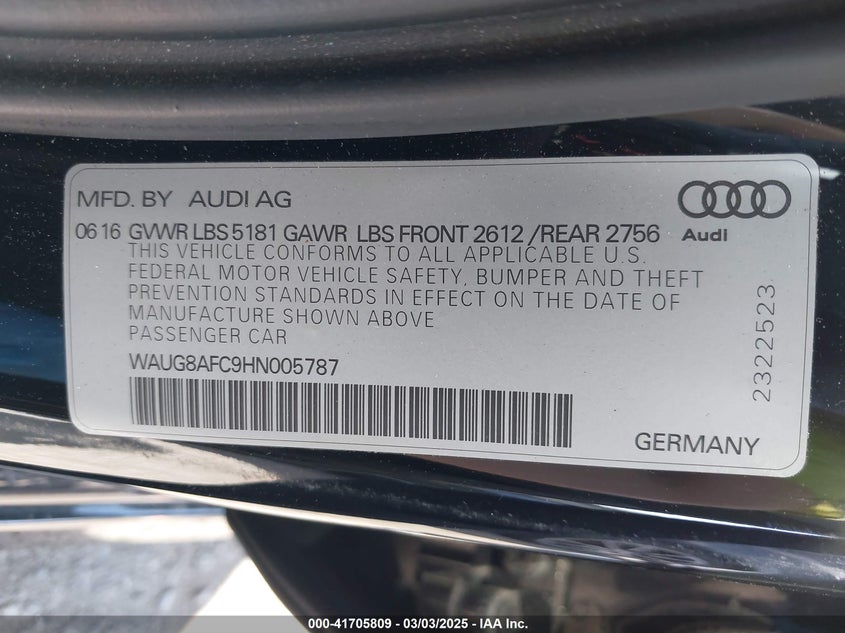 MFD. BY AUDI AG
Audi
06 16 GVWR LBS 5181 GAWR LBS FRONT 2612 /REAR 2756
THIS VEHICLE CONFORMS TO ALL APPLICABLE U.S.
FEDERAL MOTOR VEHICLE SAFETY, BUMPER AND THEFT
PREVENTION STANDARDS IN EFFECT ON THE DATE OF
MANUFACTURE SHOWN ABOVE
PASSENGER CAR
WAUG8AFC9HN005787
2322523
GERMANY
000-41705809 - 03/03/2025 - IAA Inc.